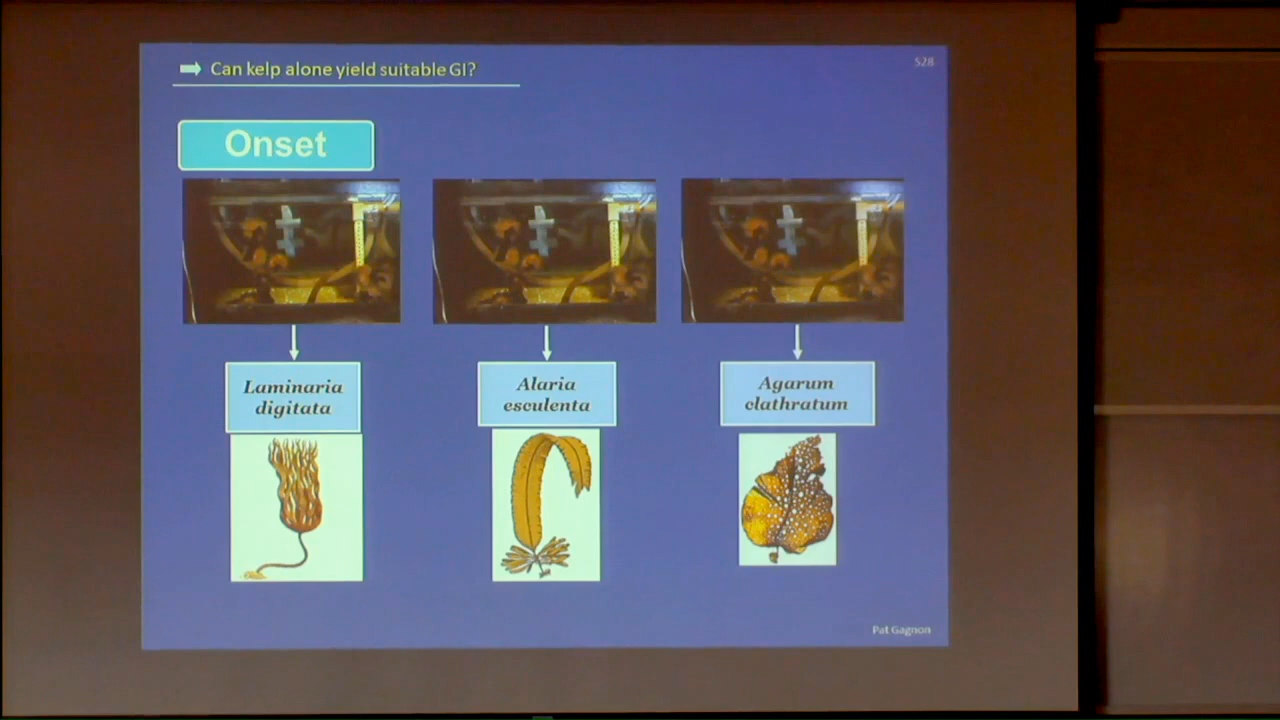 Can kelp alone yield suitable GI?
528
Onset
Laminaria
digitata
Alaria
esculenta
Agarum
clathratum
Pat Gagnon